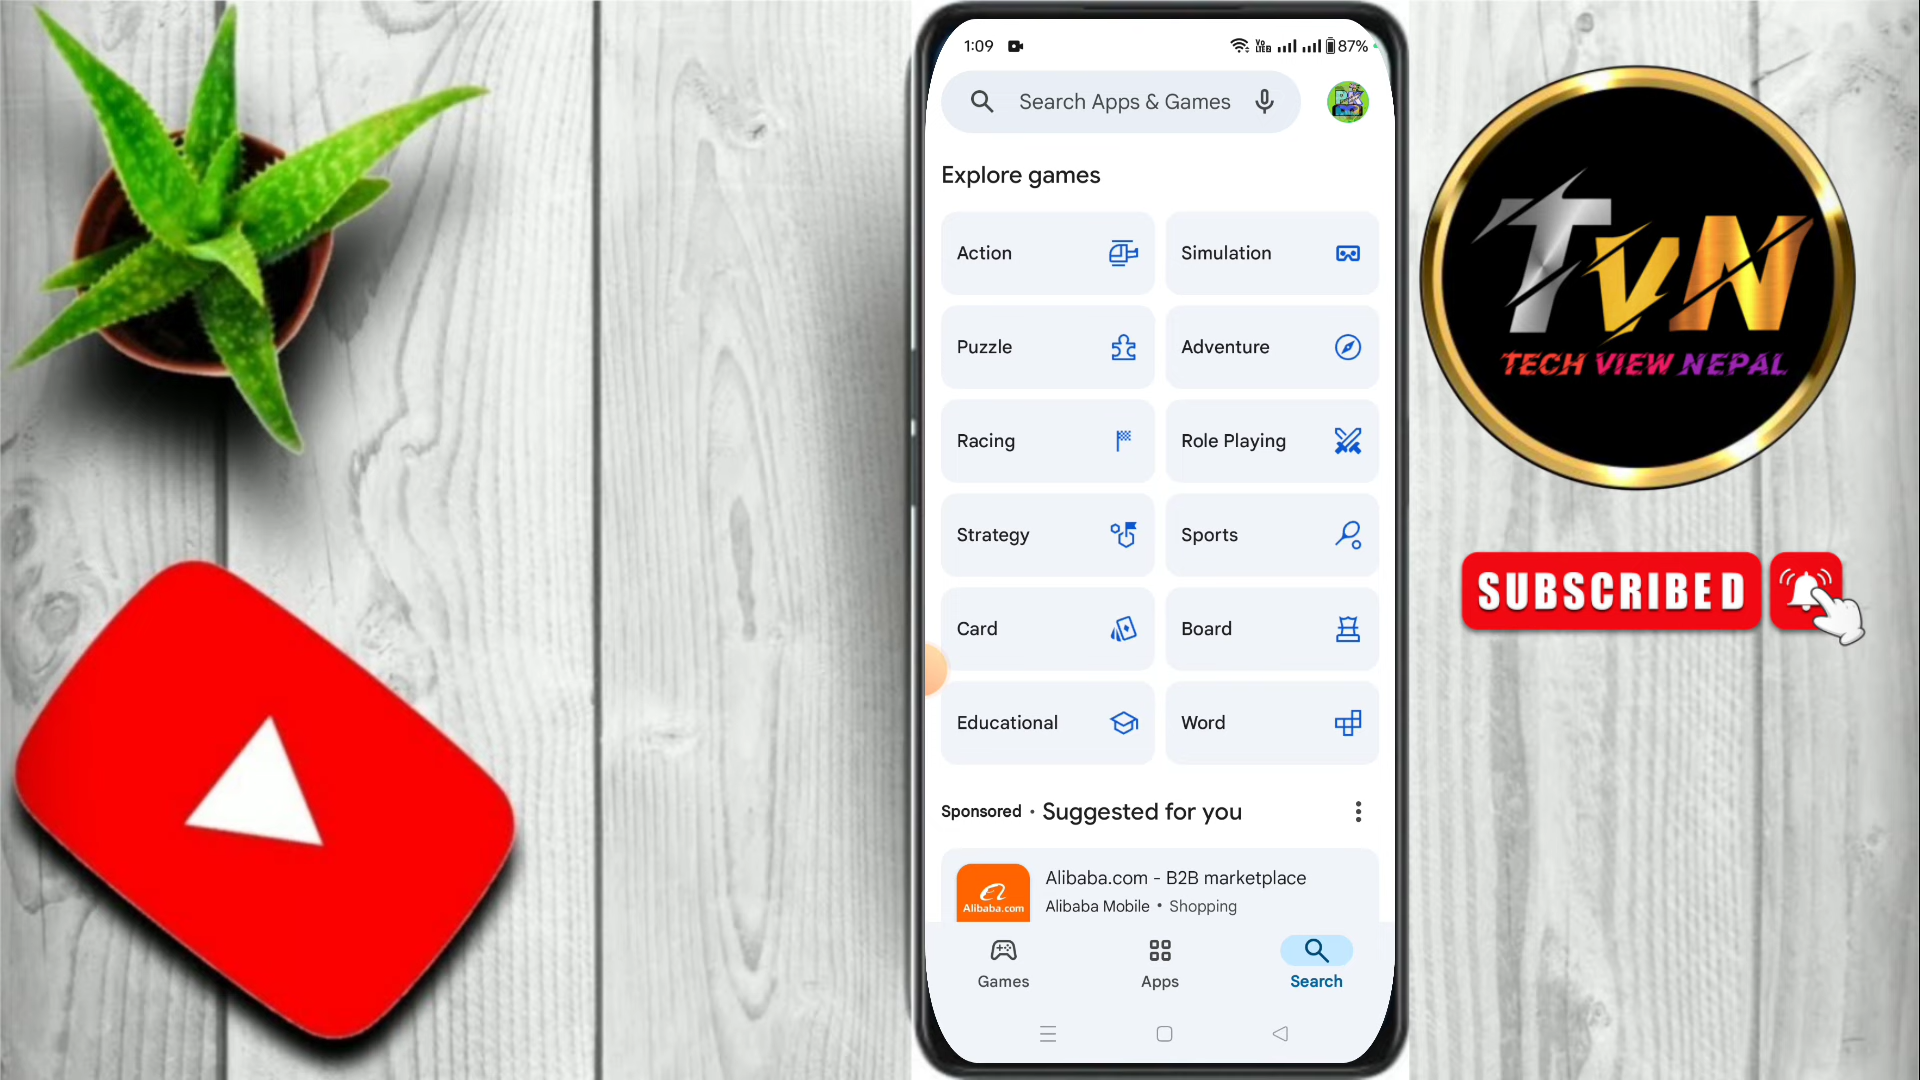 1:09
Vo
LTE2
87%
Search Apps & Games
Explore games
Action
Simulation
Puzzle
Adventure
Racing
Role Playing
Strategy
Sports
Card
Board
Educational
Word
Sponsored • Suggested for you
Alibaba.com
Alibaba.com - B2B marketplace
Alibaba Mobile • Shopping
Games
Apps
Search
TVN
TECH VIEW NEPAL
SUBSCRIBED